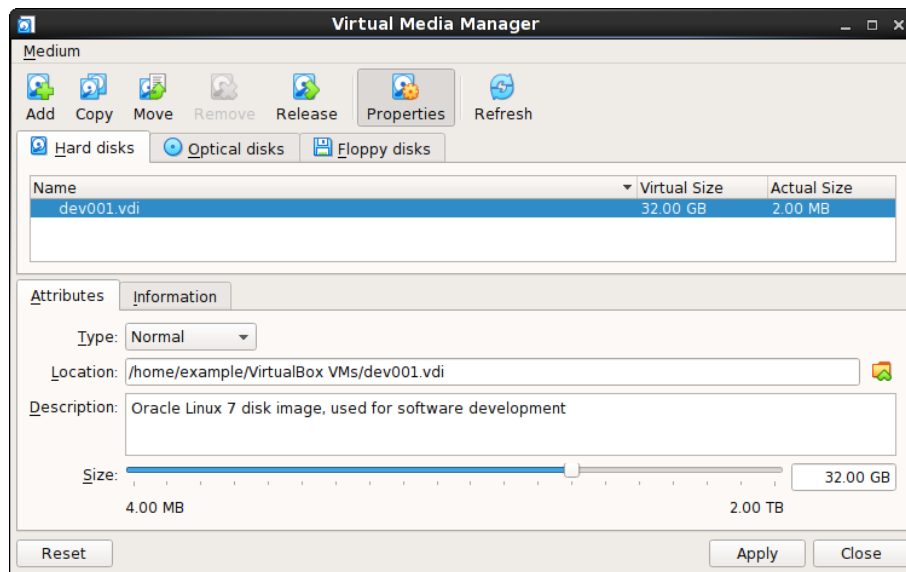 Virtual Media Manager
Medium
Add Copy Move Remove Release Properties Refresh
Hard disks Optical disks Floppy disks
Name Virtual Size Actual Size
dev001.vdi 32.00 GB 2.00 MB
Attributes Information
Type: Normal
Location: /home/example/VirtualBox VMs/dev001.vdi
Description: Oracle Linux 7 disk image, used for software development
Size: 32.00 GB
4.00 MB 2.00 TB
Reset Apply Close